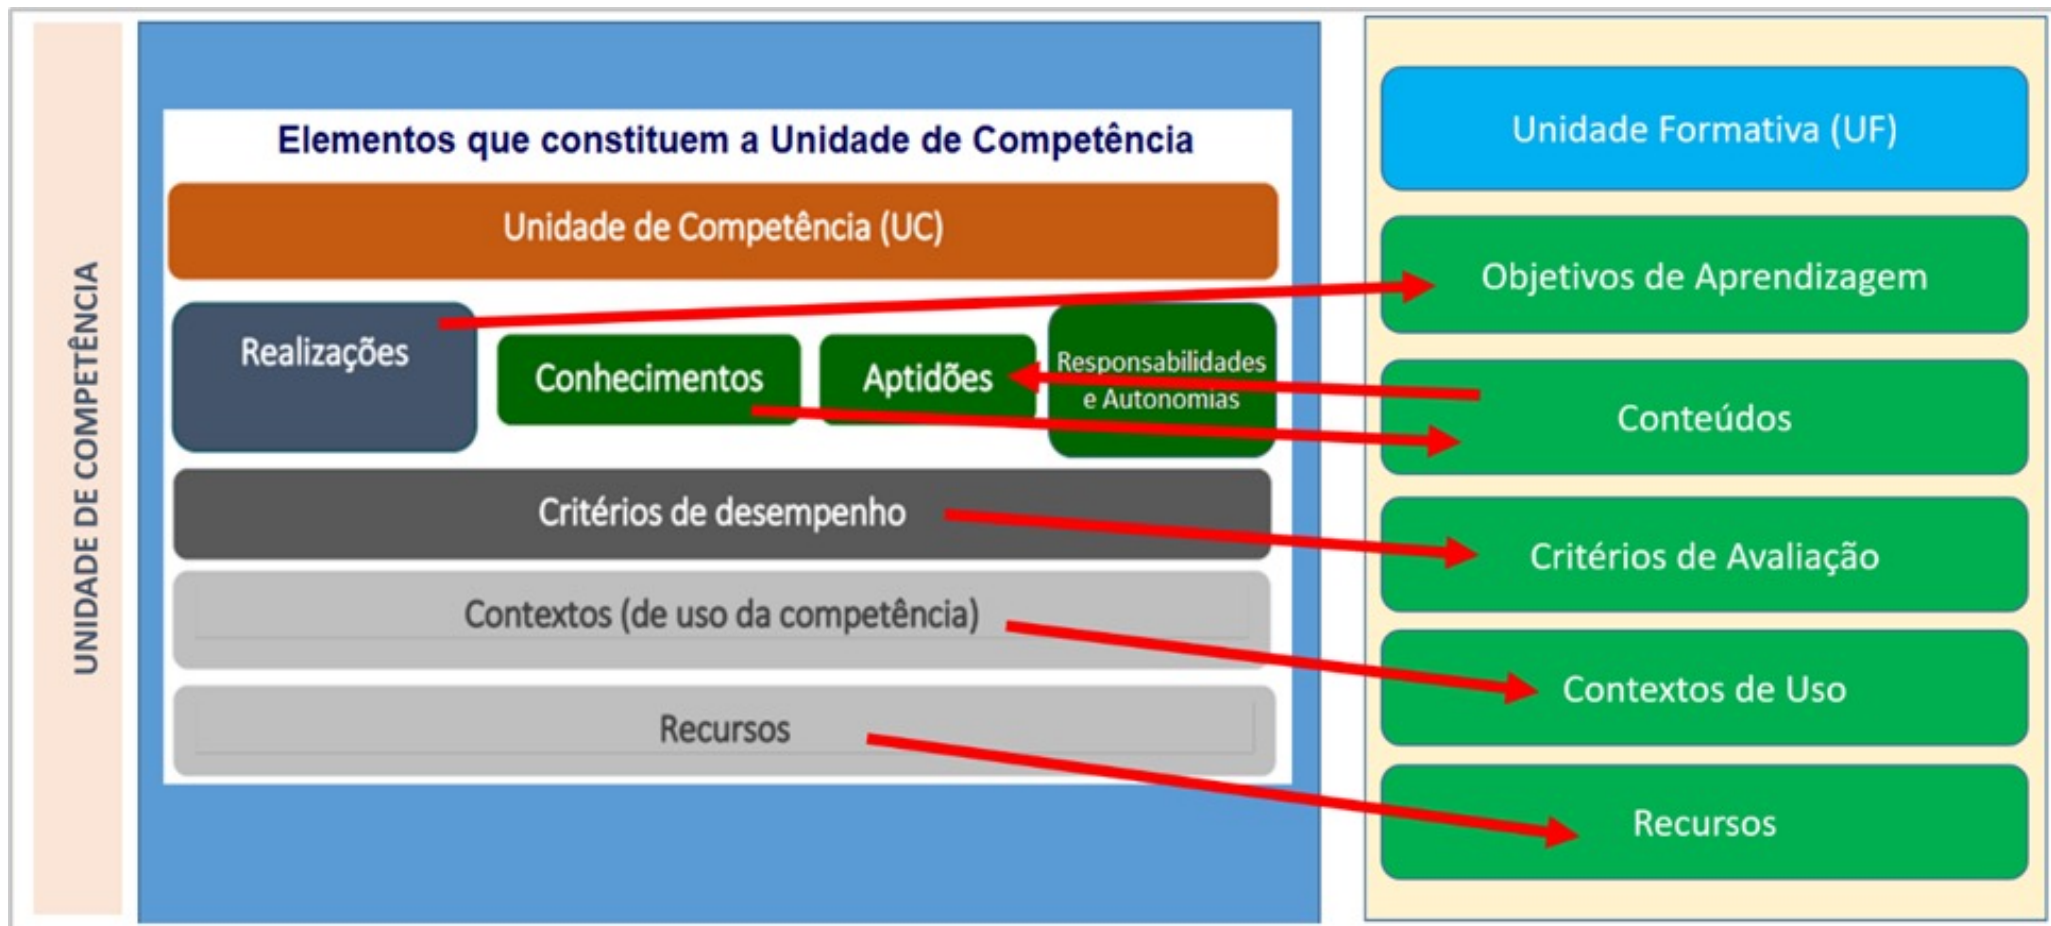 UNIDADE DE COMPETÊNCIA
Elementos que constituem a Unidade de Competência
Unidade de Competência (UC)
Realizações
Conhecimentos
Aptidões
Responsabilidades
e Autonomias
Critérios de desempenho
Contextos (de uso da competência)
Recursos
Unidade Formativa (UF)
Objetivos de Aprendizagem
Conteúdos
Critérios de Avaliação
Contextos de Uso
Recursos